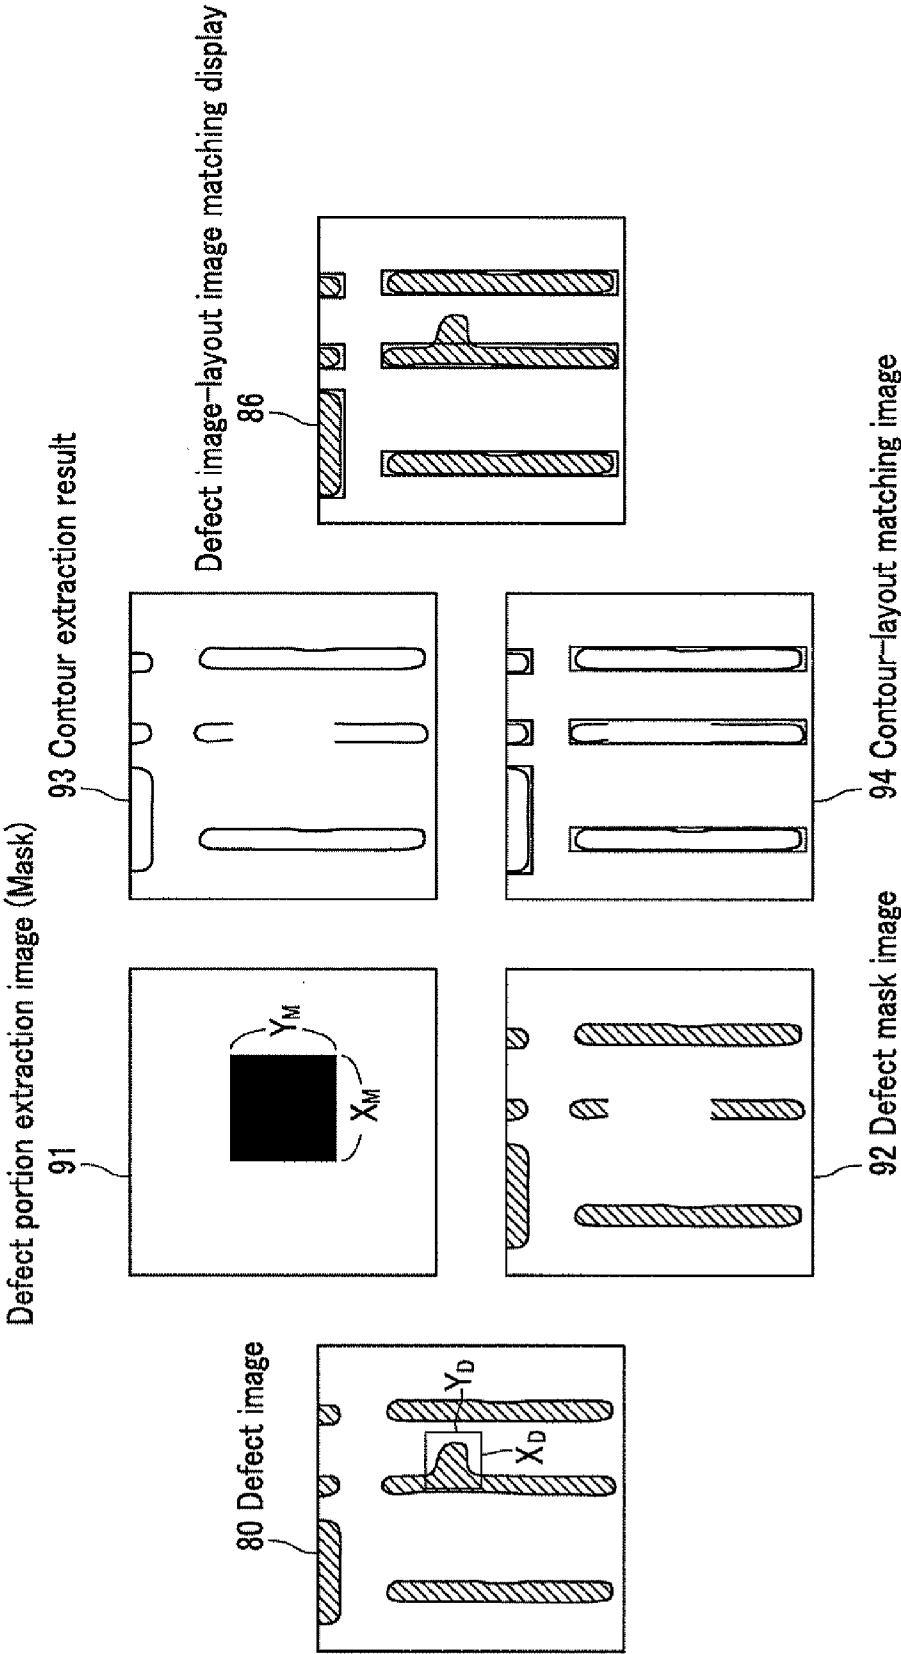 80 Defect image
X_D
Y_D
Defect portion extraction image (Mask)
91
X_M
Y_M
92 Defect mask image
93 Contour extraction result
94 Contour-layout matching image
Defect image-layout image matching display
86